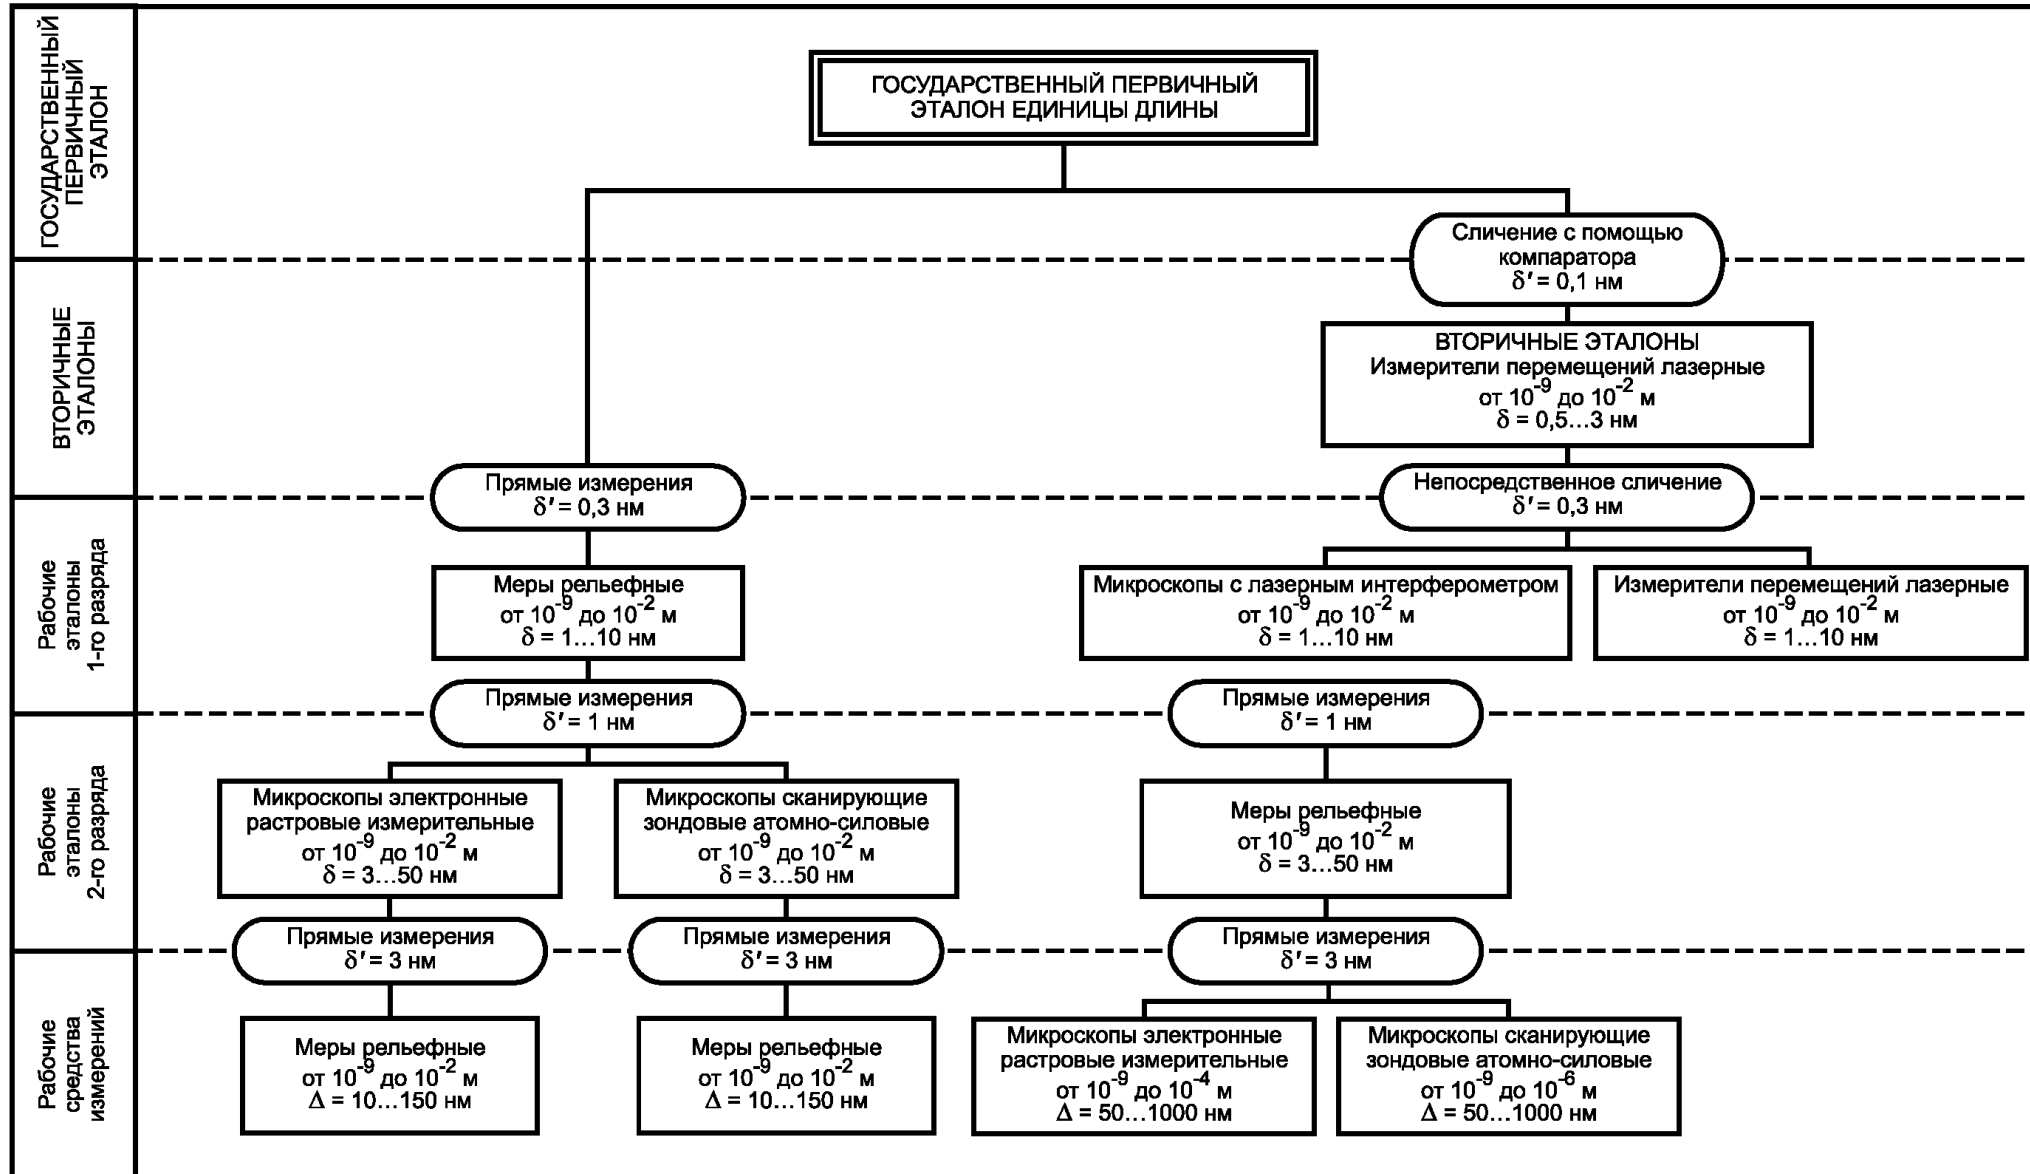 ГОСУДАРСТВЕННЫЙ
ПЕРВИЧНЫЙ
ЭТАЛОН
ГОСУДАРСТВЕННЫЙ ПЕРВИЧНЫЙ
ЭТАЛОН ЕДИНИЦЫ ДЛИНЫ
Сличение с помощью
компаратора
δ′ = 0,1 нм
ВТОРИЧНЫЕ
ЭТАЛОНЫ
ВТОРИЧНЫЕ ЭТАЛОНЫ
Измерители перемещений лазерные
от 10⁻⁹ до 10⁻² м
δ = 0,5...3 нм
Прямые измерения
δ′ = 0,3 нм
Непосредственное сличение
δ′ = 0,3 нм
Рабочие
эталоны
1-го разряда
Меры рельефные
от 10⁻⁹ до 10⁻² м
δ = 1...10 нм
Микроскопы с лазерным интерферометром
от 10⁻⁹ до 10⁻² м
δ = 1...10 нм
Измерители перемещений лазерные
от 10⁻⁹ до 10⁻² м
δ = 1...10 нм
Прямые измерения
δ′ = 1 нм
Прямые измерения
δ′ = 1 нм
Рабочие
эталоны
2-го разряда
Микроскопы электронные
растровые измерительные
от 10⁻⁹ до 10⁻² м
δ = 3...50 нм
Микроскопы сканирующие
зондовые атомно-силовые
от 10⁻⁹ до 10⁻² м
δ = 3...50 нм
Меры рельефные
от 10⁻⁹ до 10⁻² м
δ = 3...50 нм
Прямые измерения
δ′ = 3 нм
Прямые измерения
δ′ = 3 нм
Прямые измерения
δ′ = 3 нм
Рабочие
средства
измерений
Меры рельефные
от 10⁻⁹ до 10⁻² м
Δ = 10...150 нм
Меры рельефные
от 10⁻⁹ до 10⁻² м
Δ = 10...150 нм
Микроскопы электронные
растровые измерительные
от 10⁻⁹ до 10⁻⁴ м
Δ = 50...1000 нм
Микроскопы сканирующие
зондовые атомно-силовые
от 10⁻⁹ до 10⁻⁶ м
Δ = 50...1000 нм